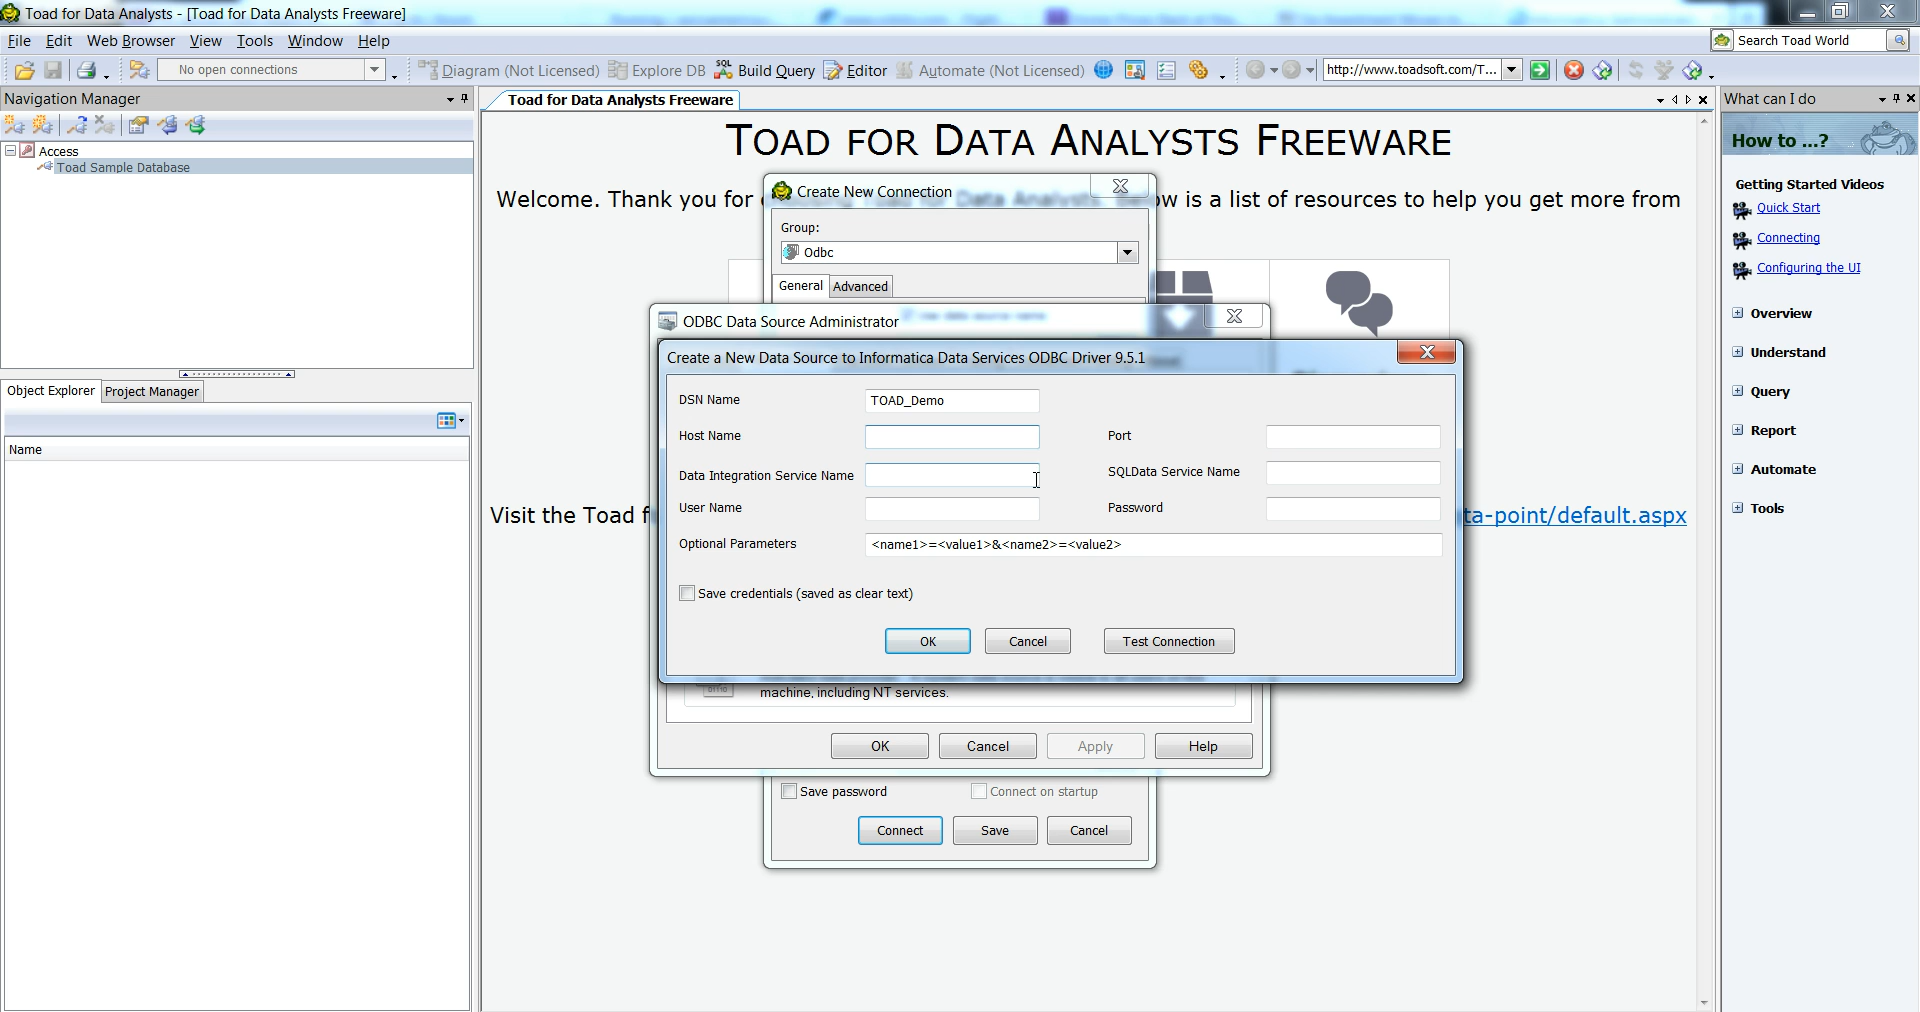 Toad for Data Analysts - [Toad for Data Analysts Freeware]
File Edit Web Browser View Tools Window Help
Search Toad World
No open connections
Diagram (Not Licensed) Explore DB SQL Build Query Editor Automate (Not Licensed)
http://www.toadsoft.com/T...
Navigation Manager
Access
Toad Sample Database
Object Explorer Project Manager
Name
Toad for Data Analysts Freeware
TOAD FOR DATA ANALYSTS FREEWARE
Welcome. Thank you for choosing Toad for Data Analysts. Below is a list of resources to help you get more from
Visit the Toad f
ta-point/default.aspx
Create New Connection
Group:
Odbc
General Advanced
ODBC Data Source Administrator
Create a New Data Source to Informatica Data Services ODBC Driver 9.5.1
DSN Name TOAD_Demo
Host Name Port
Data Integration Service Name SQLData Service Name
User Name Password
Optional Parameters <name1>=<value1>&<name2>=<value2>
Save credentials (saved as clear text)
OK Cancel Test Connection
machine, including NT services.
OK Cancel Apply Help
Save password Connect on startup
Connect Save Cancel
What can I do
How to ...?
Getting Started Videos
Quick Start
Connecting
Configuring the UI
Overview
Understand
Query
Report
Automate
Tools